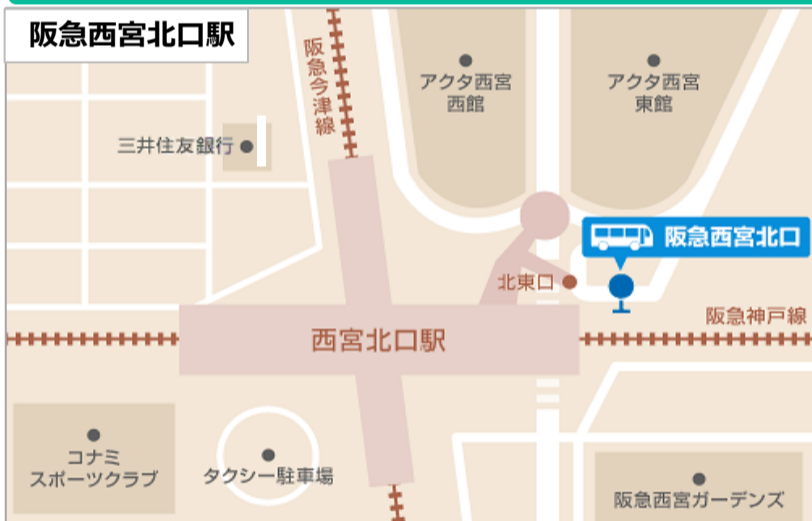 阪急西宮北口駅
阪急今津線
アクタ西宮
西館
アクタ西宮
東館
三井住友銀行
阪急西宮北口
北東口
阪急神戸線
西宮北口駅
コナミ
スポーツクラブ
タクシー駐車場
阪急西宮ガーデンズ